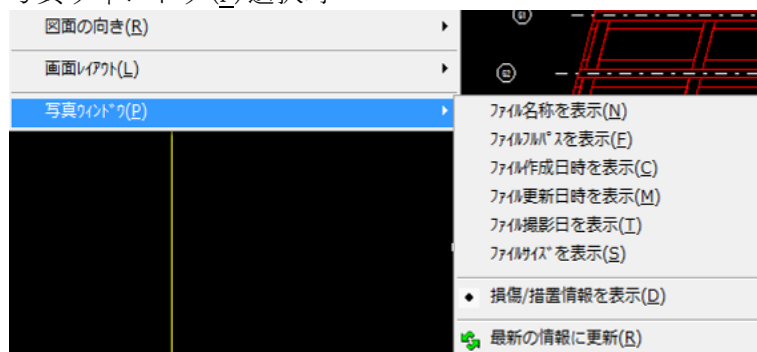 図面の向き(R)
画面ﾚｲｱｳﾄ(L)
写真ｳｨﾝﾄﾞｳ(P)
G1
G2
ﾌｧｲﾙ名称を表示(N)
ﾌｧｲﾙﾌﾙﾊﾟｽを表示(F)
ﾌｧｲﾙ作成日時を表示(C)
ﾌｧｲﾙ更新日時を表示(M)
ﾌｧｲﾙ撮影日を表示(T)
ﾌｧｲﾙｻｲｽﾞを表示(S)
損傷/措置情報を表示(D)
最新の情報に更新(R)